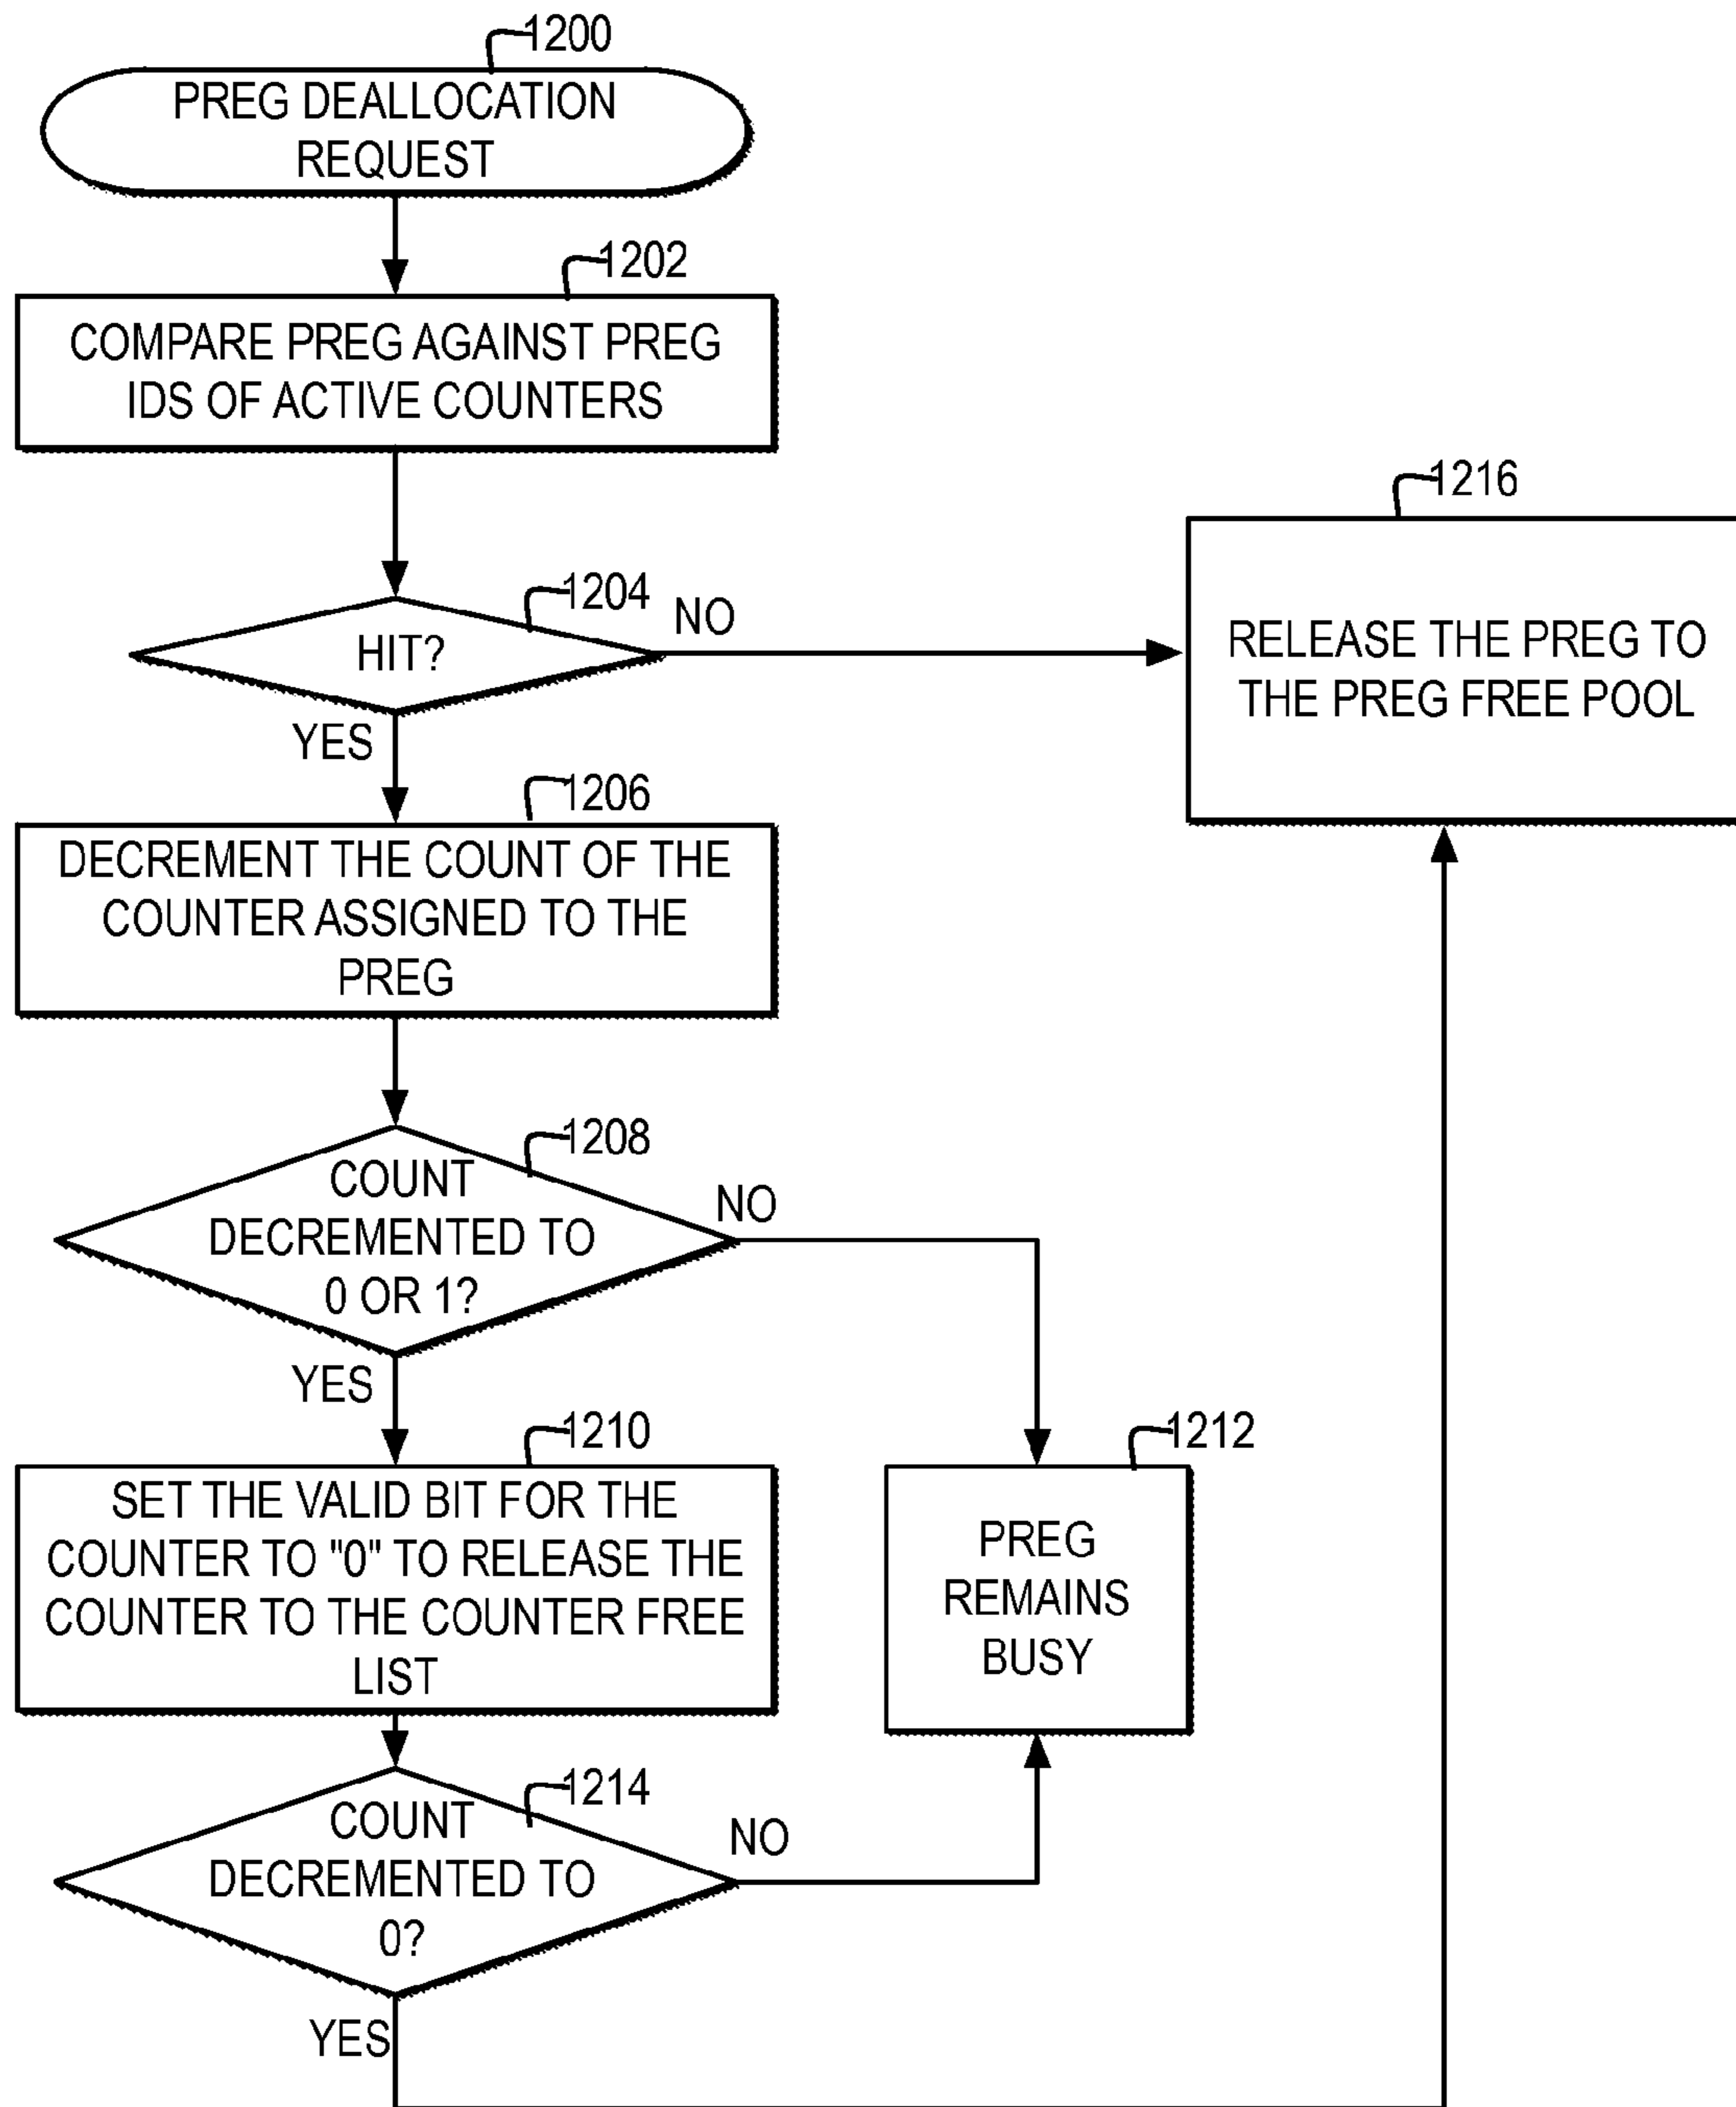 1200
PREG DEALLOCATION
REQUEST
1202
COMPARE PREG AGAINST PREG
IDS OF ACTIVE COUNTERS
1204
HIT?
NO
YES
1216
RELEASE THE PREG TO
THE PREG FREE POOL
1206
DECREMENT THE COUNT OF THE
COUNTER ASSIGNED TO THE
PREG
1208
COUNT
DECREMENTED TO
0 OR 1?
NO
YES
1210
SET THE VALID BIT FOR THE
COUNTER TO "0" TO RELEASE THE
COUNTER TO THE COUNTER FREE
LIST
1212
PREG
REMAINS
BUSY
1214
COUNT
DECREMENTED TO
0?
NO
YES